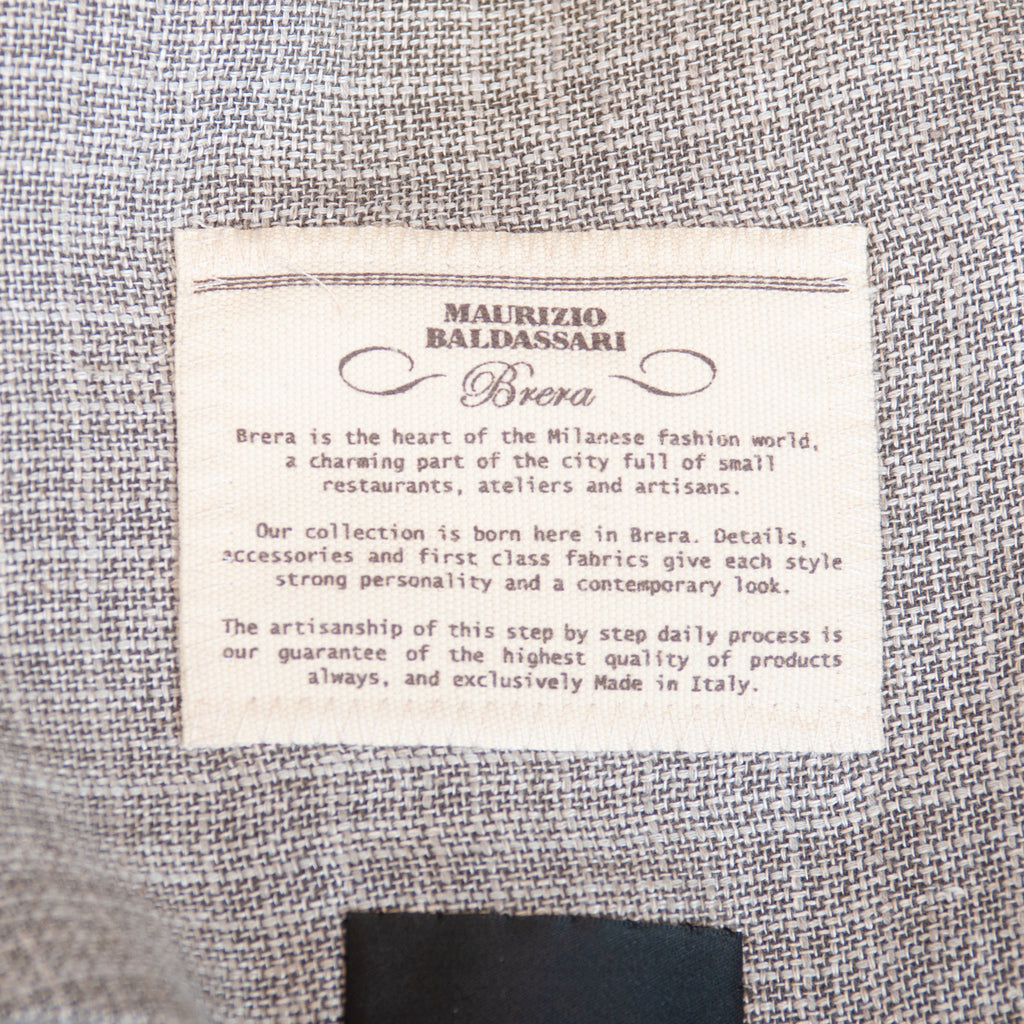 MAURIZIO
BALDASSARI
Brera
Brera is the heart of the Milanese fashion world,
a charming part of the city full of small
restaurants, ateliers and artisans.
Our collection is born here in Brera. Details,
accessories and first class fabrics give each style
strong personality and a contemporary look.
The artisanship of this step by step daily process is
our guarantee of the highest quality of products
always, and exclusively Made in Italy.